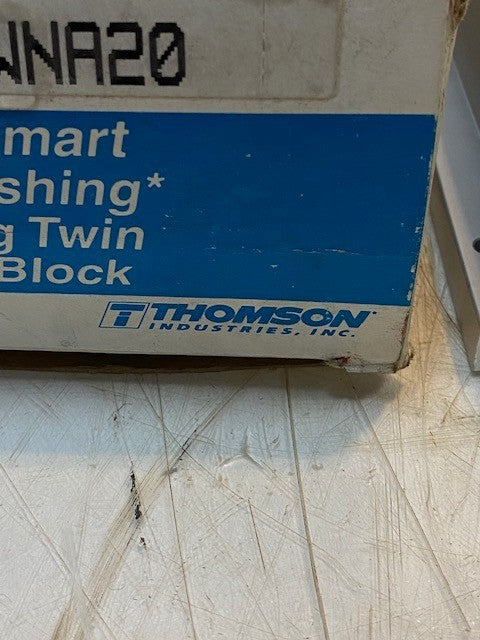 WNA20
mart
shing*
g Twin
Block
T THOMSON
INDUSTRIES, INC.